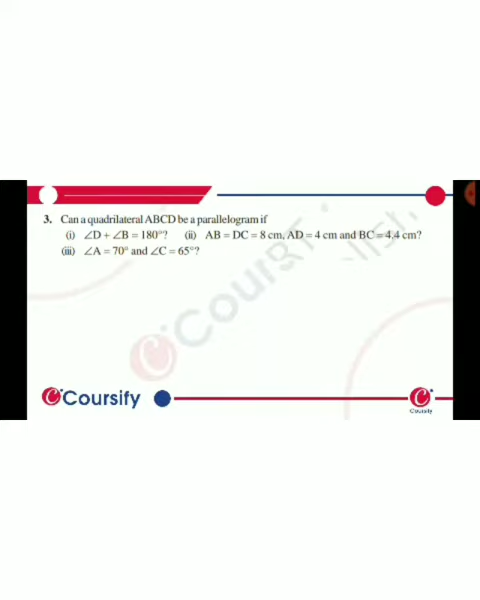 3. Can a quadrilateral ABCD be a parallelogram if
(i) ∠D + ∠B = 180°? (ii) AB = DC = 8 cm, AD = 4 cm and BC = 4.4 cm?
(iii) ∠A = 70° and ∠C = 65°?
Coursify
Coursify